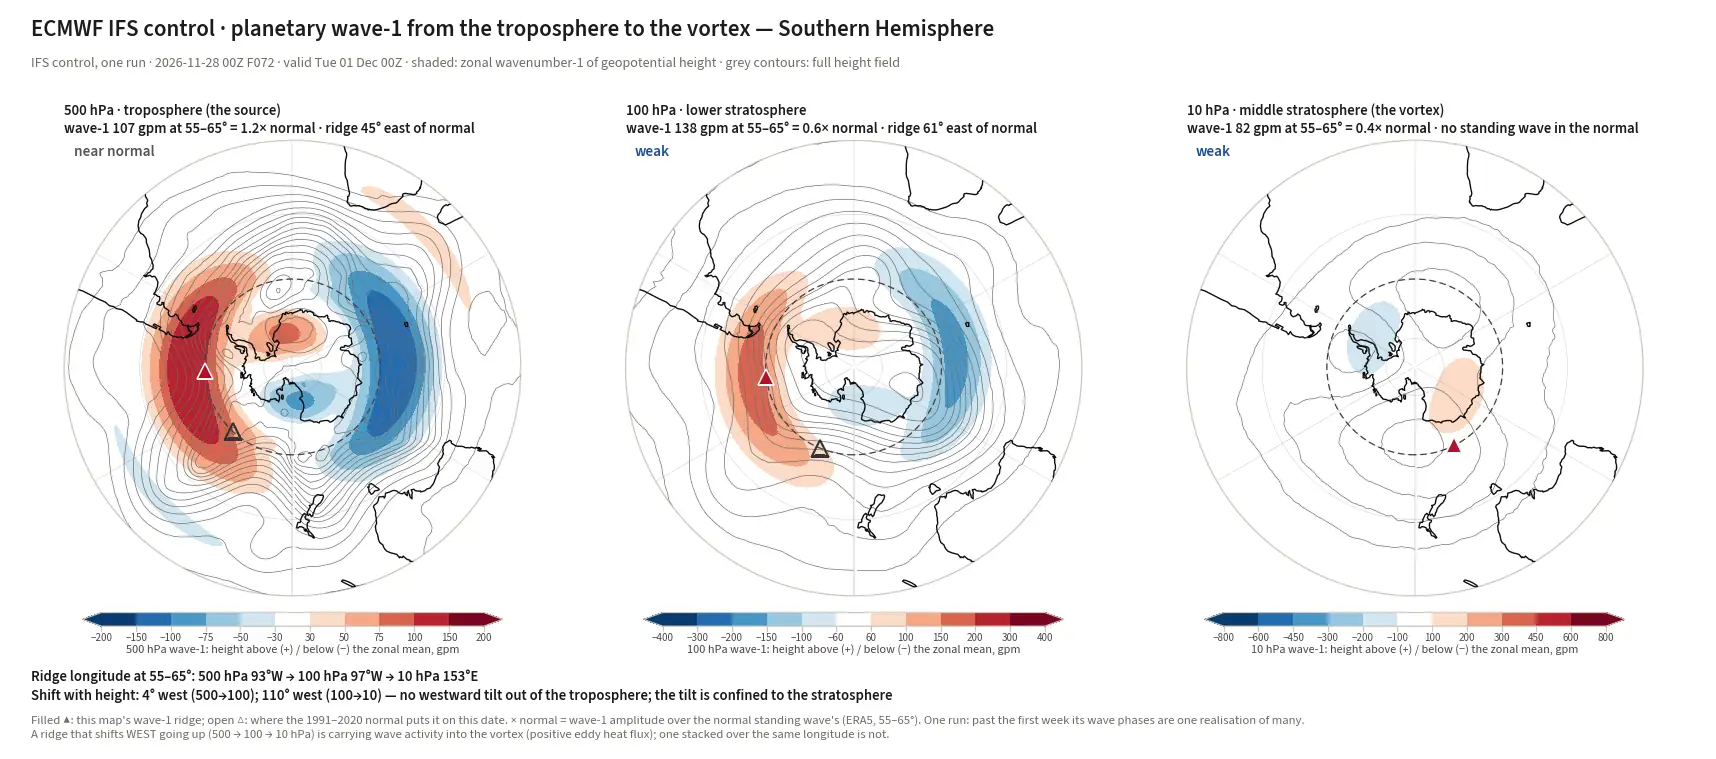 ECMWF IFS control · planetary wave-1 from the troposphere to the vortex — Southern Hemisphere
IFS control, one run · 2026-11-28 00Z F072 · valid Tue 01 Dec 00Z · shaded: zonal wavenumber-1 of geopotential height · grey contours: full height field
500 hPa · troposphere (the source)
wave-1 107 gpm at 55–65° = 1.2× normal · ridge 45° east of normal
near normal
100 hPa · lower stratosphere
wave-1 138 gpm at 55–65° = 0.6× normal · ridge 61° east of normal
weak
10 hPa · middle stratosphere (the vortex)
wave-1 82 gpm at 55–65° = 0.4× normal · no standing wave in the normal
weak
−200 −150 −100 −75 −50 −30 30 50 75 100 150 200
500 hPa wave-1: height above (+) / below (−) the zonal mean, gpm
−400 −300 −200 −150 −100 −60 60 100 150 200 300 400
100 hPa wave-1: height above (+) / below (−) the zonal mean, gpm
−800 −600 −450 −300 −200 −100 100 200 300 450 600 800
10 hPa wave-1: height above (+) / below (−) the zonal mean, gpm
Ridge longitude at 55–65°: 500 hPa 93°W → 100 hPa 97°W → 10 hPa 153°E
Shift with height: 4° west (500→100); 110° west (100→10) — no westward tilt out of the troposphere; the tilt is confined to the stratosphere
Filled ▲: this map's wave-1 ridge; open △: where the 1991–2020 normal puts it on this date. × normal = wave-1 amplitude over the normal standing wave's (ERA5, 55–65°). One run: past the first week its wave phases are one realisation of many.
A ridge that shifts WEST going up (500 → 100 → 10 hPa) is carrying wave activity into the vortex (positive eddy heat flux); one stacked over the same longitude is not.